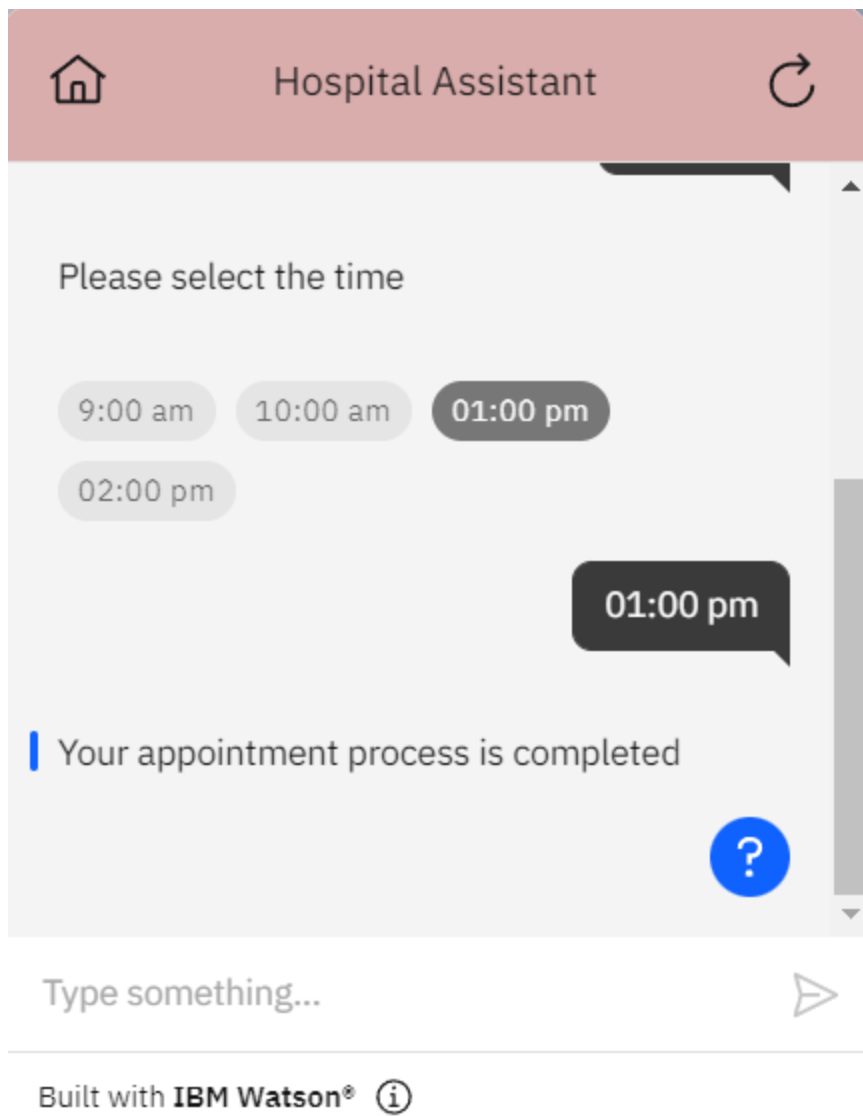 Hospital Assistant
Please select the time
9:00 am 10:00 am 01:00 pm
02:00 pm
01:00 pm
Your appointment process is completed
?
Type something...
Built with IBM Watson®